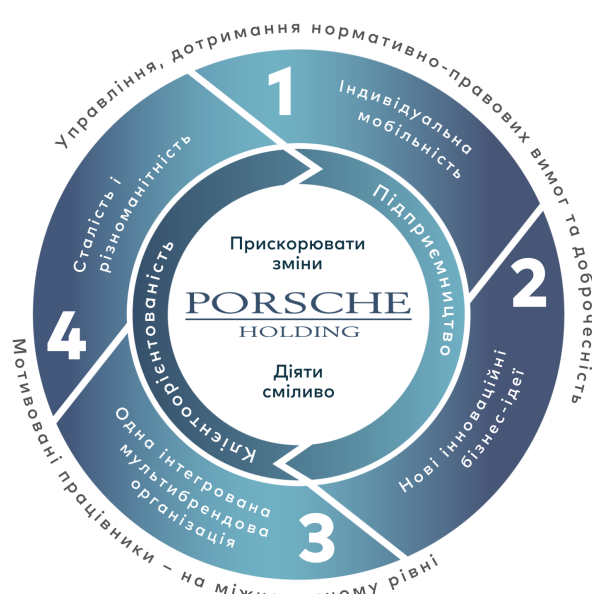 Управління, дотримання нормативно-правових вимог та доброчесність
1
Індивідуальна
мобільність
2
Нові інноваційні
бізнес-ідеї
3
Одна інтегрована
мультибрендова
організація
4
Сталість і
різноманітність
Підприємництво
Клієнтоорієнтованість
Прискорювати
зміни
PORSCHE
HOLDING
Діяти
сміливо
Мотивовані працівники – на рівні